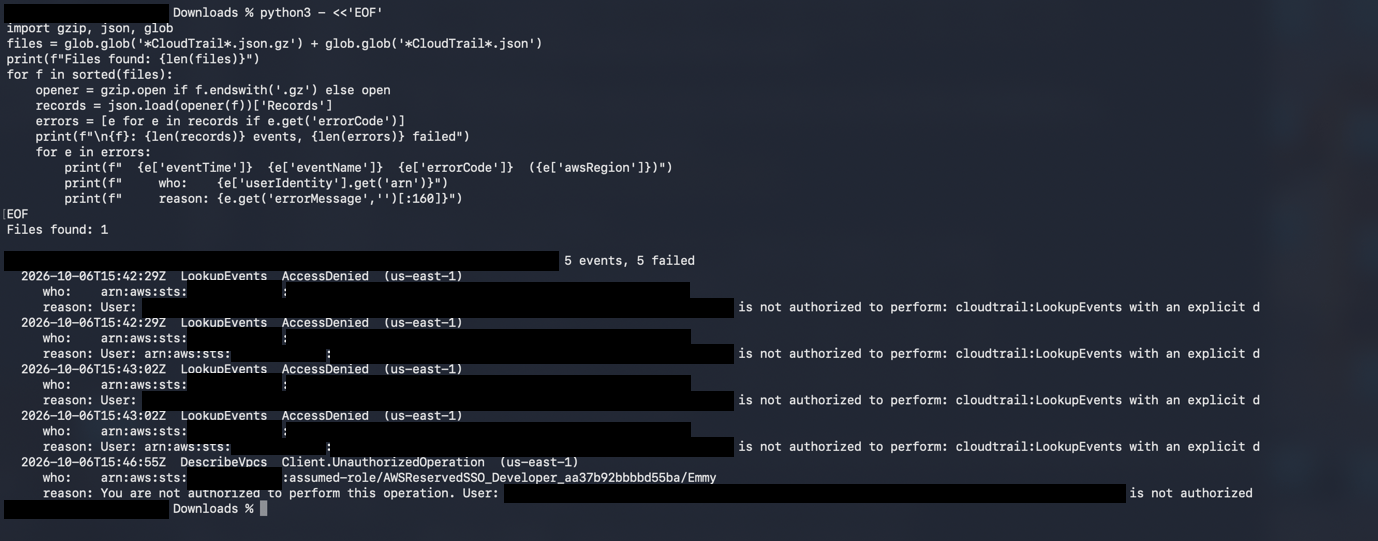 Downloads % python3 - <<'EOF'
import gzip, json, glob
files = glob.glob('*CloudTrail*.json.gz') + glob.glob('*CloudTrail*.json')
print(f"Files found: {len(files)}")
for f in sorted(files):
    opener = gzip.open if f.endswith('.gz') else open
    records = json.load(opener(f))['Records']
    errors = [e for e in records if e.get('errorCode')]
    print(f"\n{f}: {len(records)} events, {len(errors)} failed")
    for e in errors:
        print(f"  {e['eventTime']}  {e['eventName']}  {e['errorCode']}  ({e['awsRegion']})")
        print(f"     who:    {e['userIdentity'].get('arn')}")
        print(f"     reason: {e.get('errorMessage','')[:160]}")
EOF
Files found: 1
5 events, 5 failed
  2026-10-06T15:42:29Z  LookupEvents  AccessDenied  (us-east-1)
     who:    arn:aws:sts: :
     reason: User: is not authorized to perform: cloudtrail:LookupEvents with an explicit d
  2026-10-06T15:42:29Z  LookupEvents  AccessDenied  (us-east-1)
     who:    arn:aws:sts: :
     reason: User: arn:aws:sts: : is not authorized to perform: cloudtrail:LookupEvents with an explicit d
  2026-10-06T15:43:02Z  LookupEvents  AccessDenied  (us-east-1)
     who:    arn:aws:sts: :
     reason: User: is not authorized to perform: cloudtrail:LookupEvents with an explicit d
  2026-10-06T15:43:02Z  LookupEvents  AccessDenied  (us-east-1)
     who:    arn:aws:sts: :
     reason: User: arn:aws:sts: : is not authorized to perform: cloudtrail:LookupEvents with an explicit d
  2026-10-06T15:46:55Z  DescribeVpcs  Client.UnauthorizedOperation  (us-east-1)
     who:    arn:aws:sts: :assumed-role/AWSReservedSSO_Developer_aa37b92bbbbd55ba/Emmy
     reason: You are not authorized to perform this operation. User: is not authorized
Downloads %